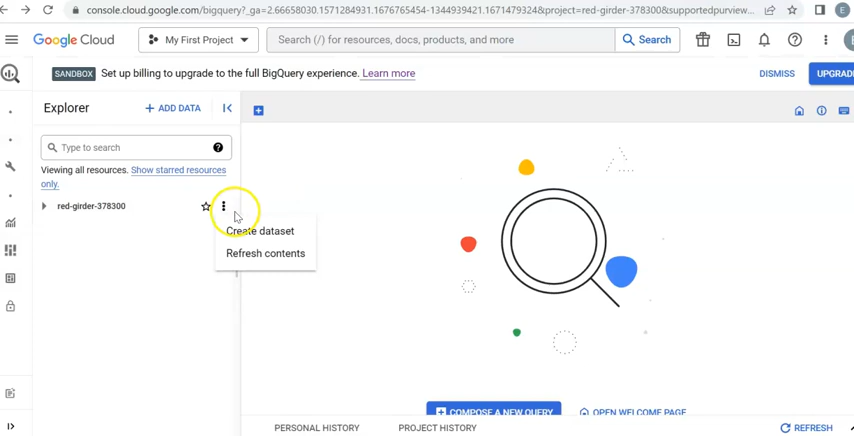 console.cloud.google.com/bigquery?_ga=2.66658030.1571284931.1676765454-1344939421.1671479324&project=red-girder-378300&supportedpurview...
E
Google Cloud
My First Project
Search (/) for resources, docs, products, and more
Search
SANDBOX Set up billing to upgrade to the full BigQuery experience. Learn more
DISMISS
UPGRAD
Explorer
+ ADD DATA
Type to search
Viewing all resources. Show starred resources
only.
red-girder-378300
Create dataset
Refresh contents
COMPOSE A NEW QUERY
OPEN WELCOME PAGE
PERSONAL HISTORY
PROJECT HISTORY
REFRESH